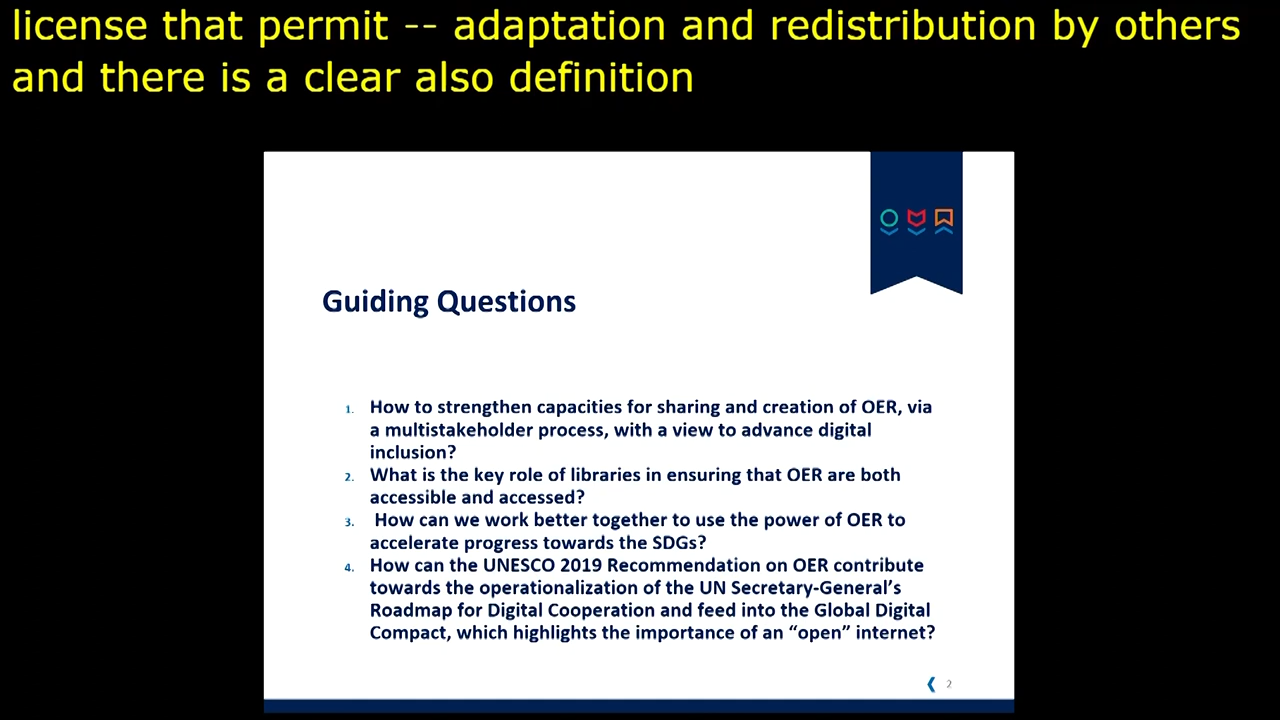 license that permit -- adaptation and redistribution by others
and there is a clear also definition
Guiding Questions
1. How to strengthen capacities for sharing and creation of OER, via
a multistakeholder process, with a view to advance digital
inclusion?
2. What is the key role of libraries in ensuring that OER are both
accessible and accessed?
3. How can we work better together to use the power of OER to
accelerate progress towards the SDGs?
4. How can the UNESCO 2019 Recommendation on OER contribute
towards the operationalization of the UN Secretary-General’s
Roadmap for Digital Cooperation and feed into the Global Digital
Compact, which highlights the importance of an “open” internet?
2